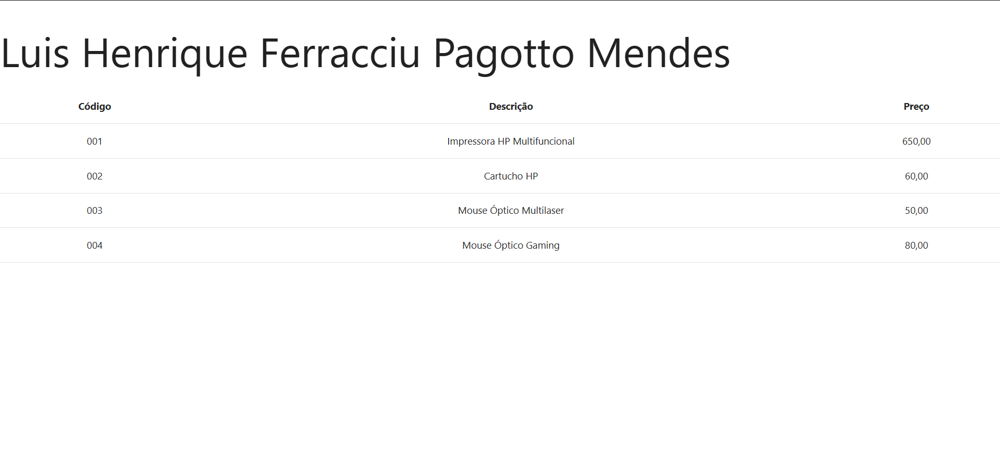 Luis Henrique Ferracciu Pagotto Mendes
Código Descrição Preço
001 Impressora HP Multifuncional 650,00
002 Cartucho HP 60,00
003 Mouse Óptico Multilaser 50,00
004 Mouse Óptico Gaming 80,00